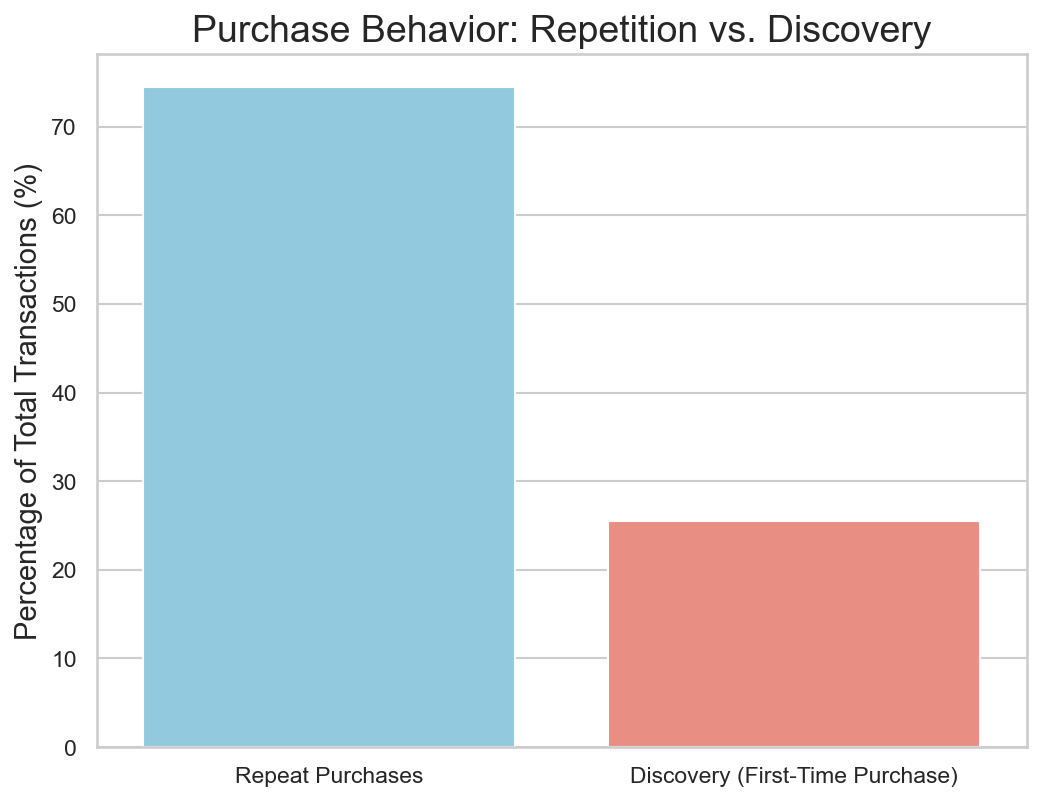 Purchase Behavior: Repetition vs. Discovery
Percentage of Total Transactions (%)
70
60
50
40
30
20
10
0
Repeat Purchases
Discovery (First-Time Purchase)